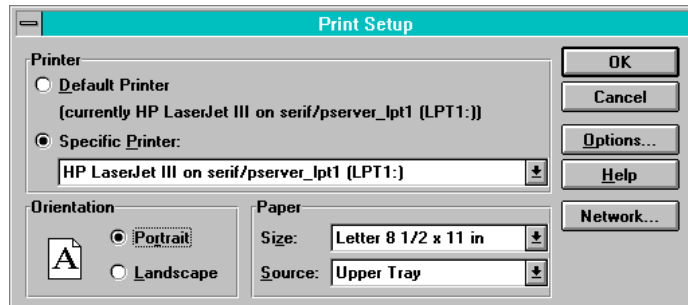 Print Setup
Printer
Default Printer
(currently HP LaserJet III on serif/pserver_lpt1 (LPT1:))
Specific Printer:
HP LaserJet III on serif/pserver_lpt1 (LPT1:)
Orientation
A
Portrait
Landscape
Paper
Size:
Letter 8 1/2 x 11 in
Source:
Upper Tray
OK
Cancel
Options...
Help
Network...